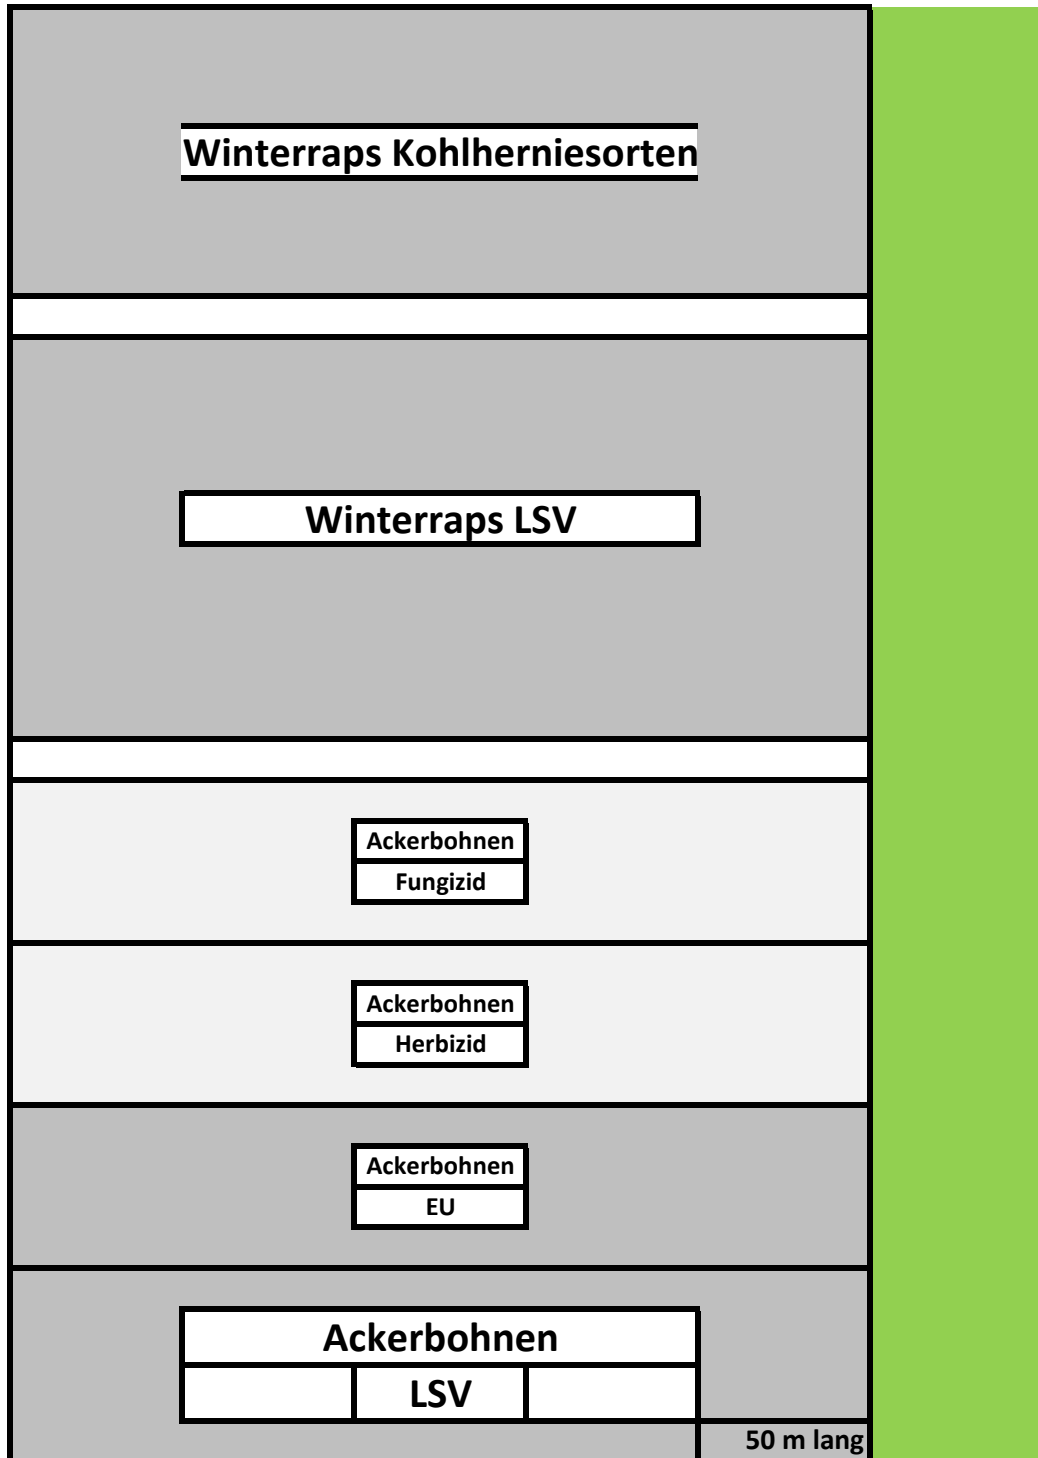 Winterraps Kohlherniesorten
Winterraps LSV
Ackerbohnen
Fungizid
Ackerbohnen
Herbizid
Ackerbohnen
EU
Ackerbohnen
LSV
50 m lang